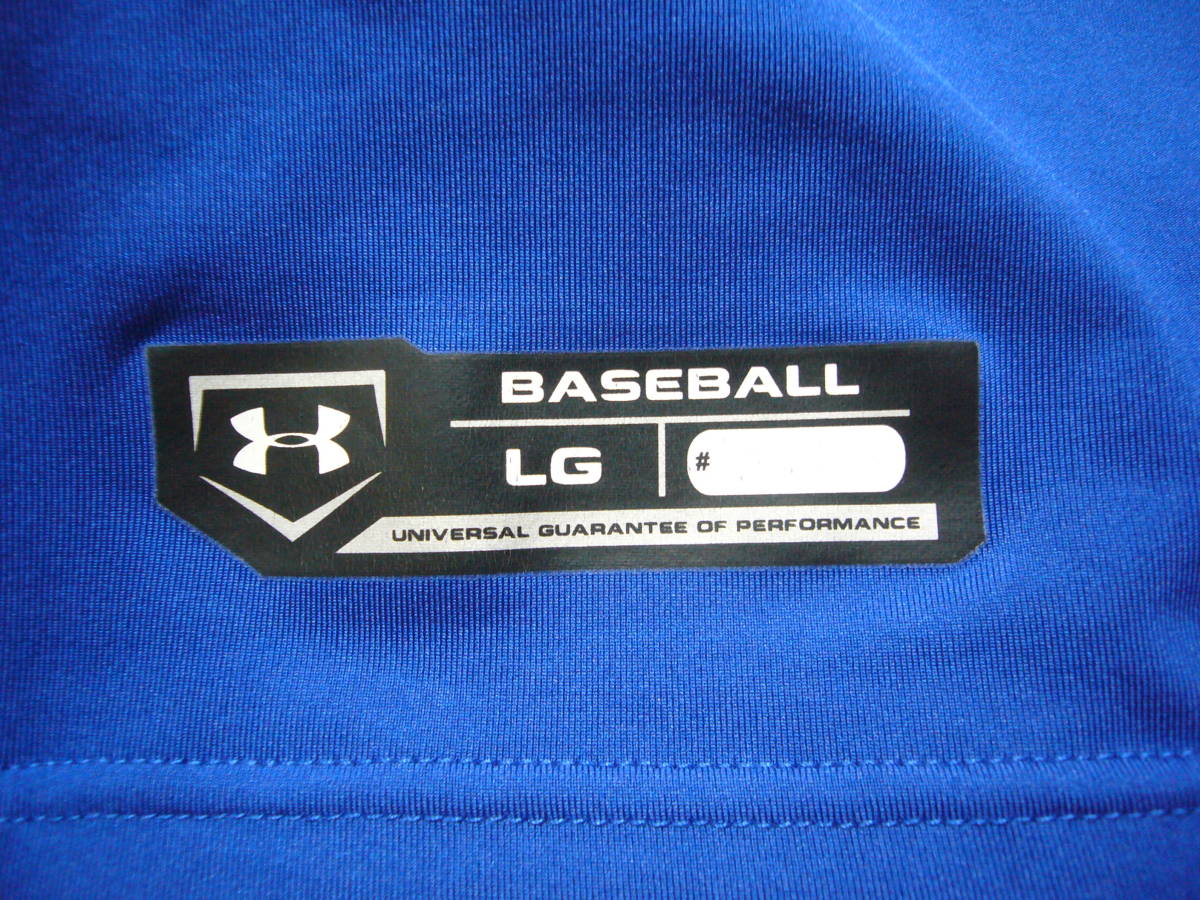 BASEBALL
LG
#
UNIVERSAL GUARANTEE OF PERFORMANCE